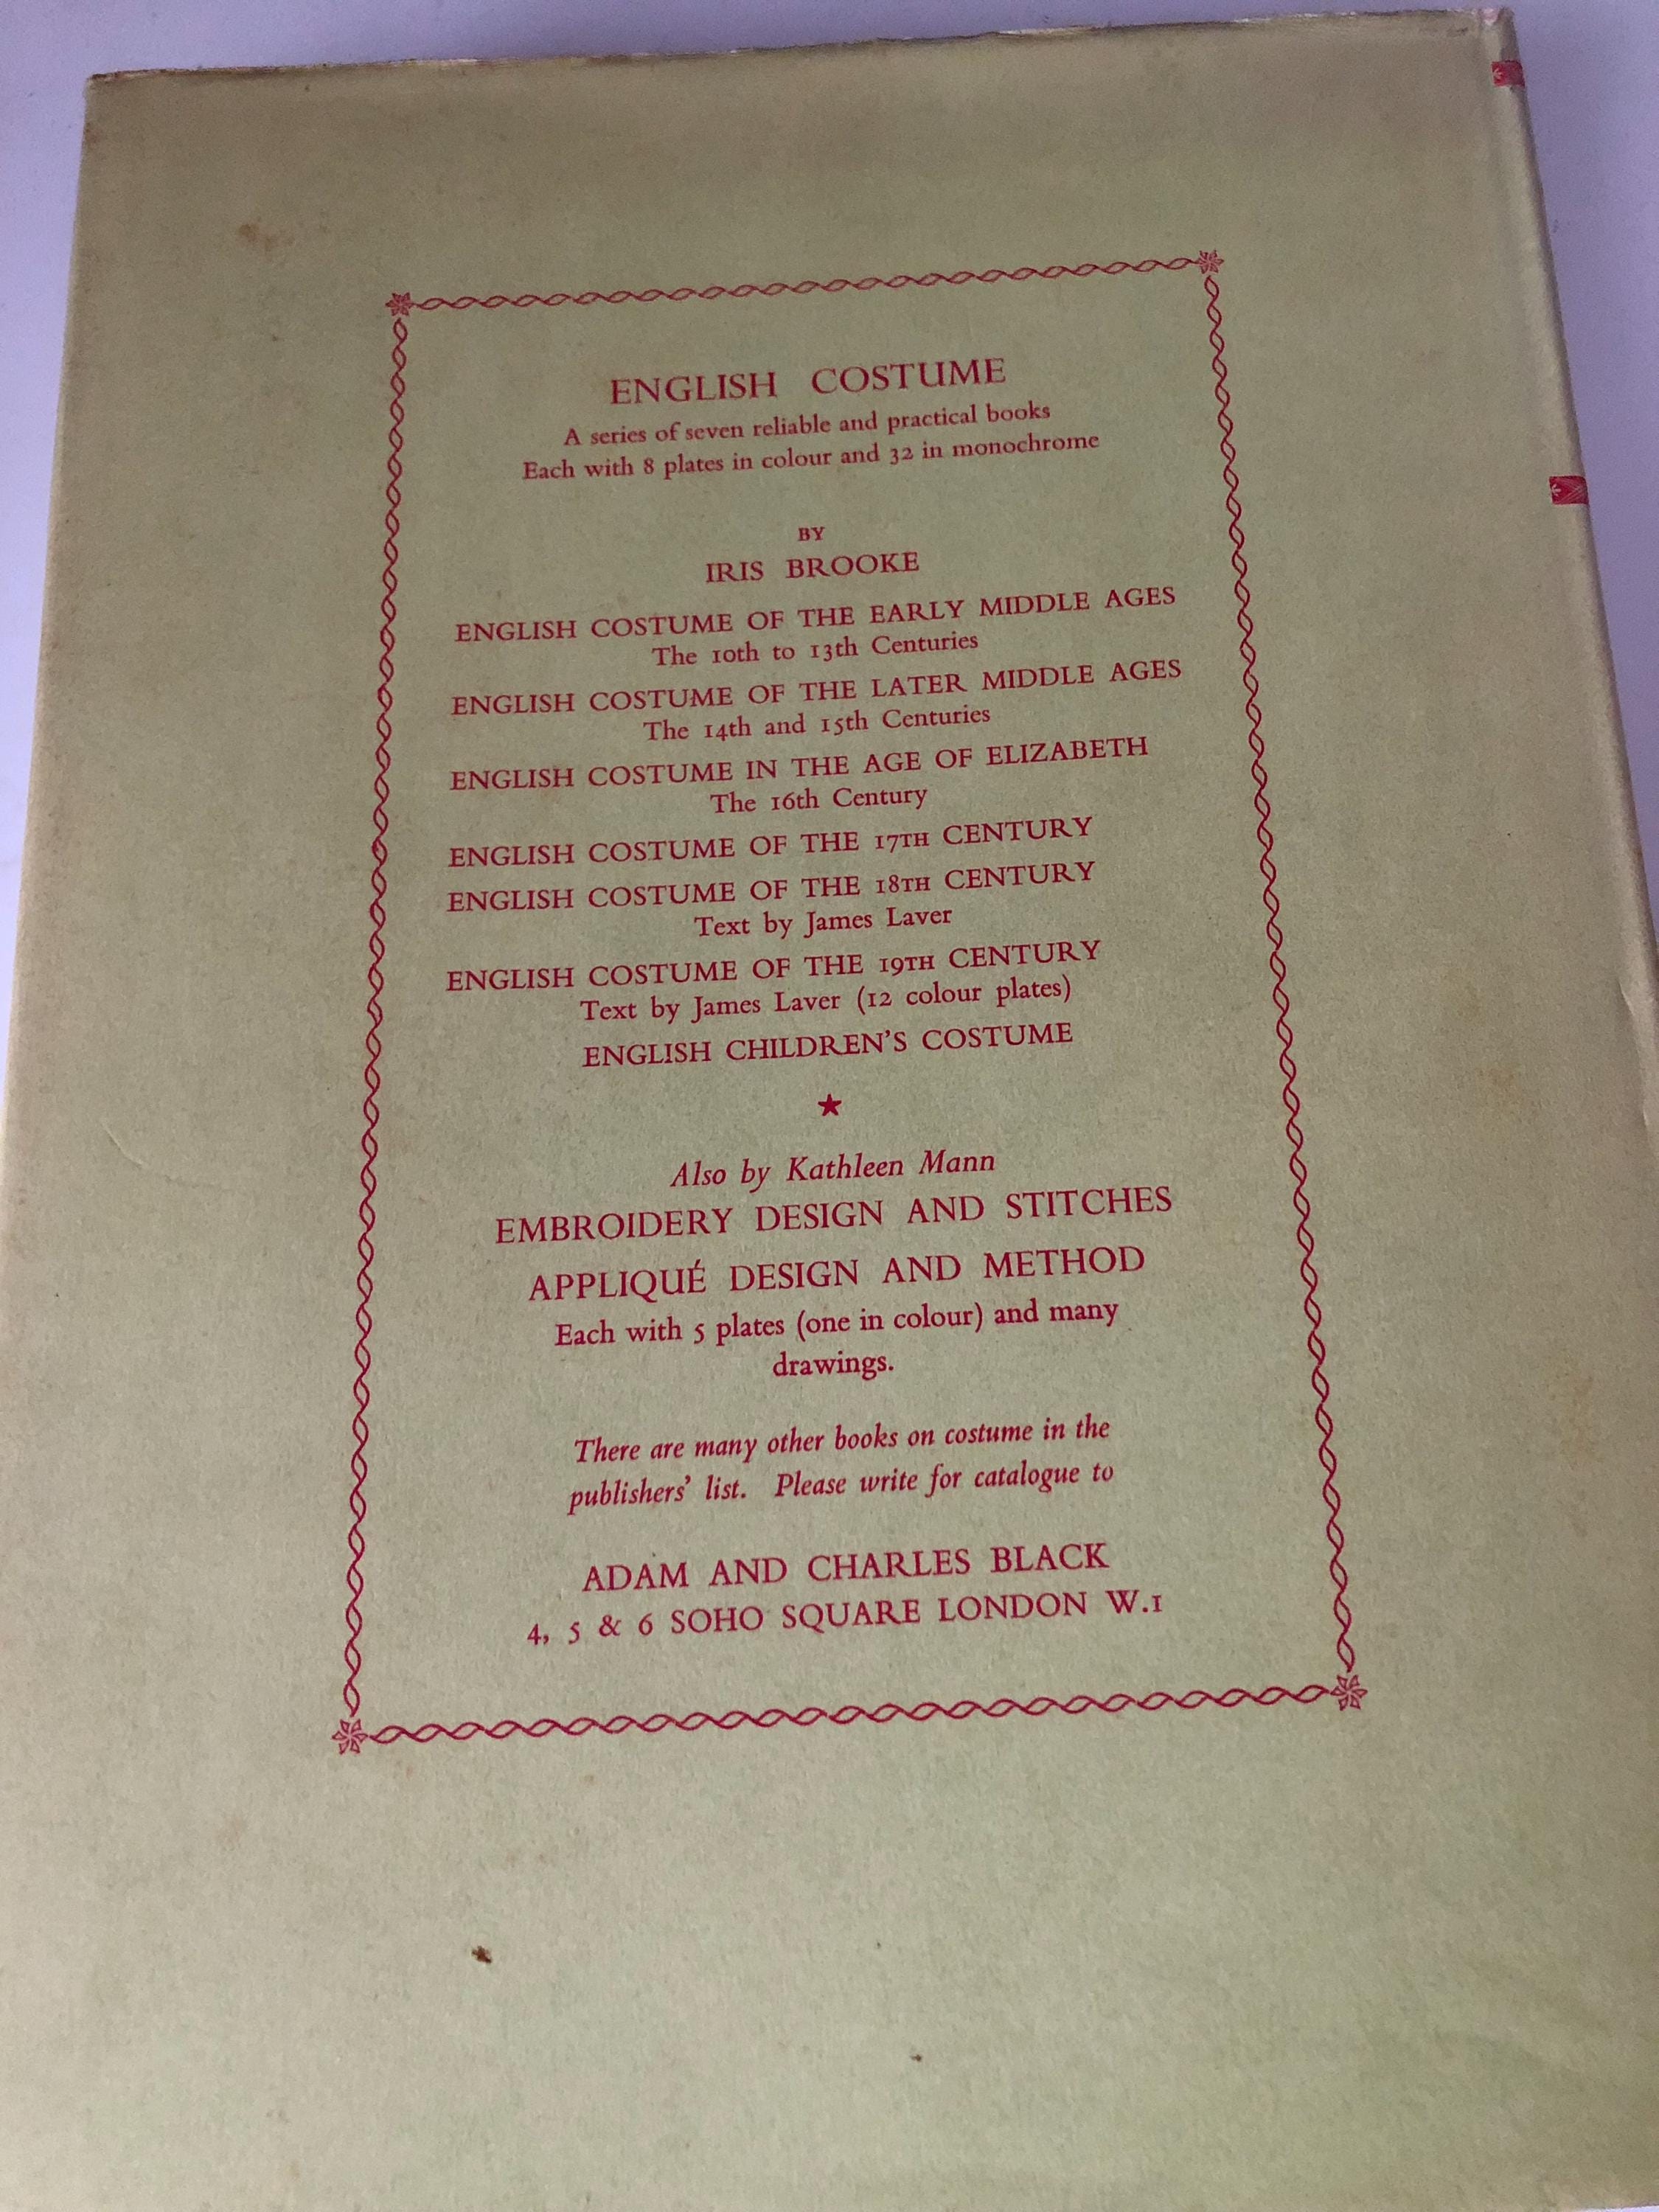 ENGLISH COSTUME
A series of seven reliable and practical books
Each with 8 plates in colour and 32 in monochrome
BY
IRIS BROOKE
ENGLISH COSTUME OF THE EARLY MIDDLE AGES
The 10th to 13th Centuries
ENGLISH COSTUME OF THE LATER MIDDLE AGES
The 14th and 15th Centuries
ENGLISH COSTUME IN THE AGE OF ELIZABETH
The 16th Century
ENGLISH COSTUME OF THE 17TH CENTURY
ENGLISH COSTUME OF THE 18TH CENTURY
Text by James Laver
ENGLISH COSTUME OF THE 19TH CENTURY
Text by James Laver (12 colour plates)
ENGLISH CHILDREN'S COSTUME
★
Also by Kathleen Mann
EMBROIDERY DESIGN AND STITCHES
APPLIQUÉ DESIGN AND METHOD
Each with 5 plates (one in colour) and many
drawings.
There are many other books on costume in the
publishers' list. Please write for catalogue to
ADAM AND CHARLES BLACK
4, 5 & 6 SOHO SQUARE LONDON W.1